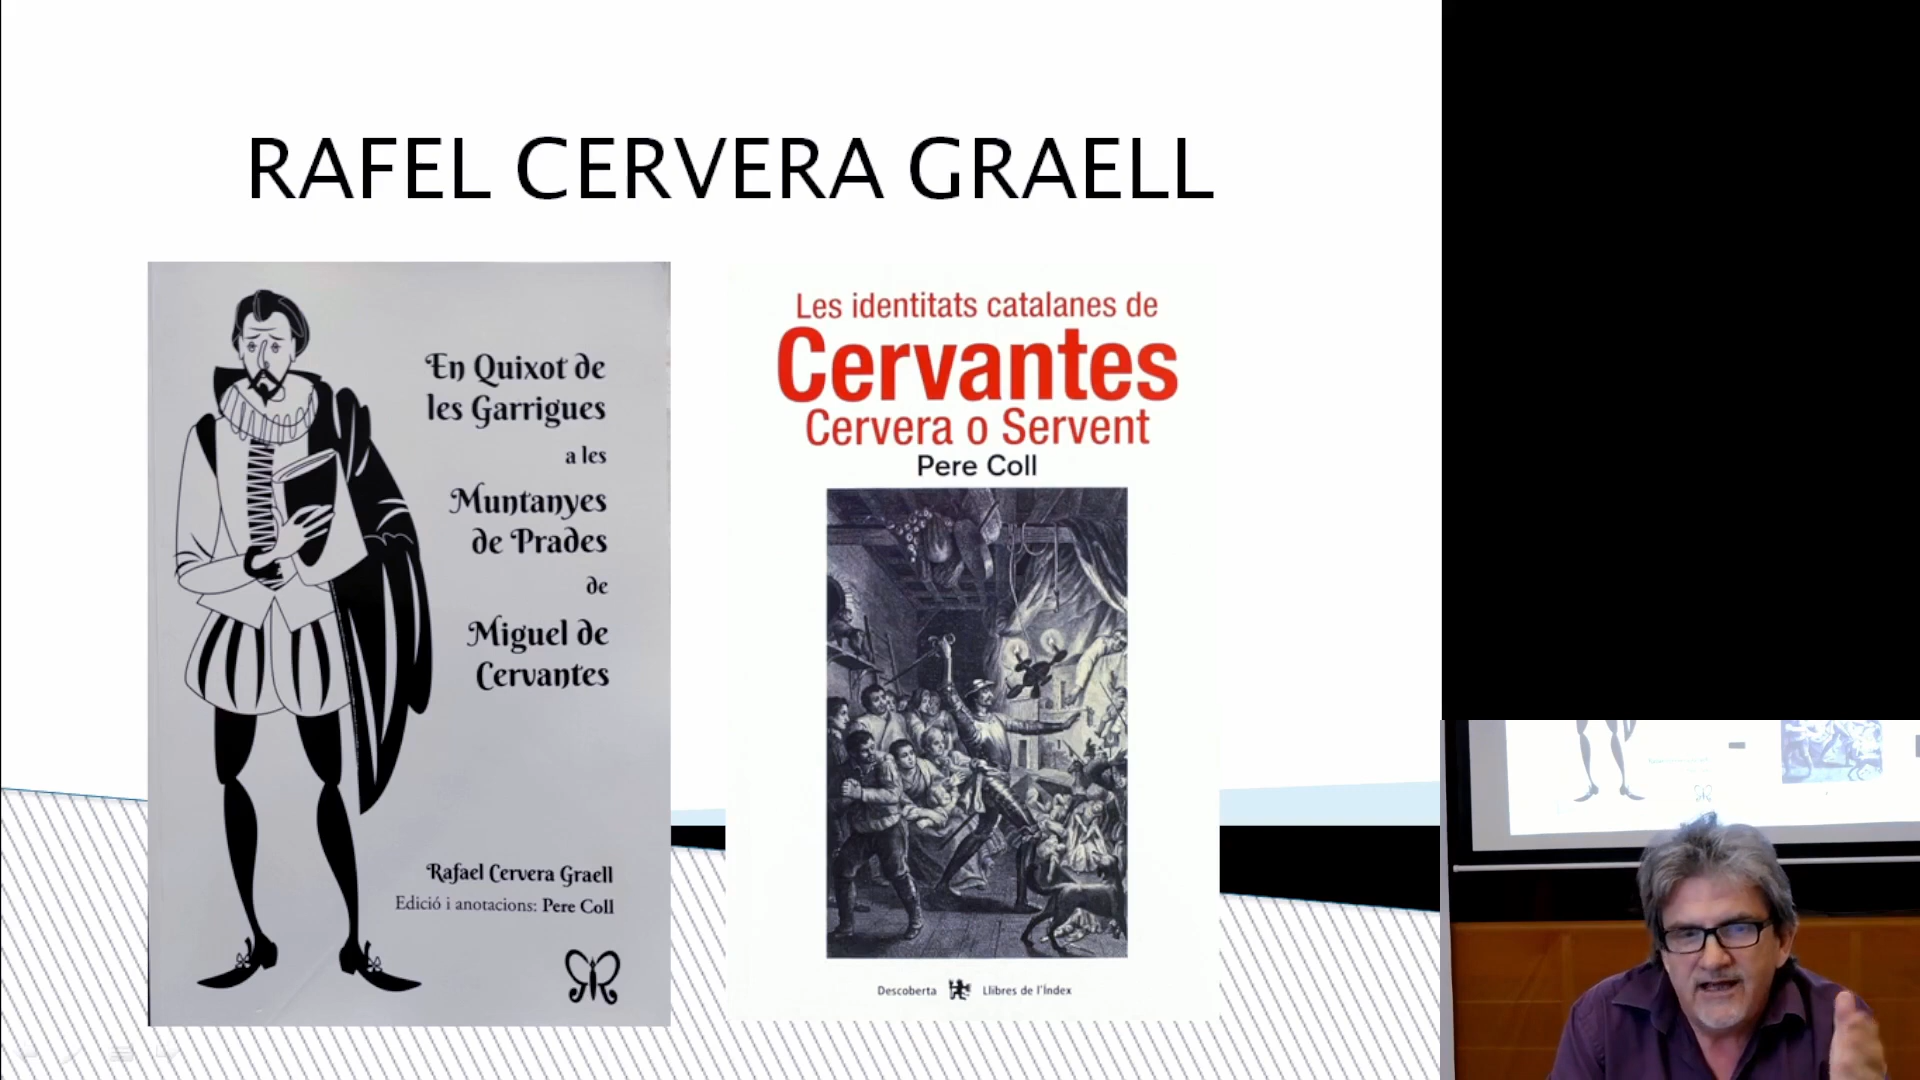 RAFEL CERVERA GRAELL
En Quixot de
les Garrigues
a les
Muntanyes
de Prades
de
Miguel de
Cervantes
Rafael Cervera Graell
Edició i anotacions: Pere Coll
Les identitats catalanes de
Cervantes
Cervera o Servent
Pere Coll
Descoberta Llibres de l'Índex